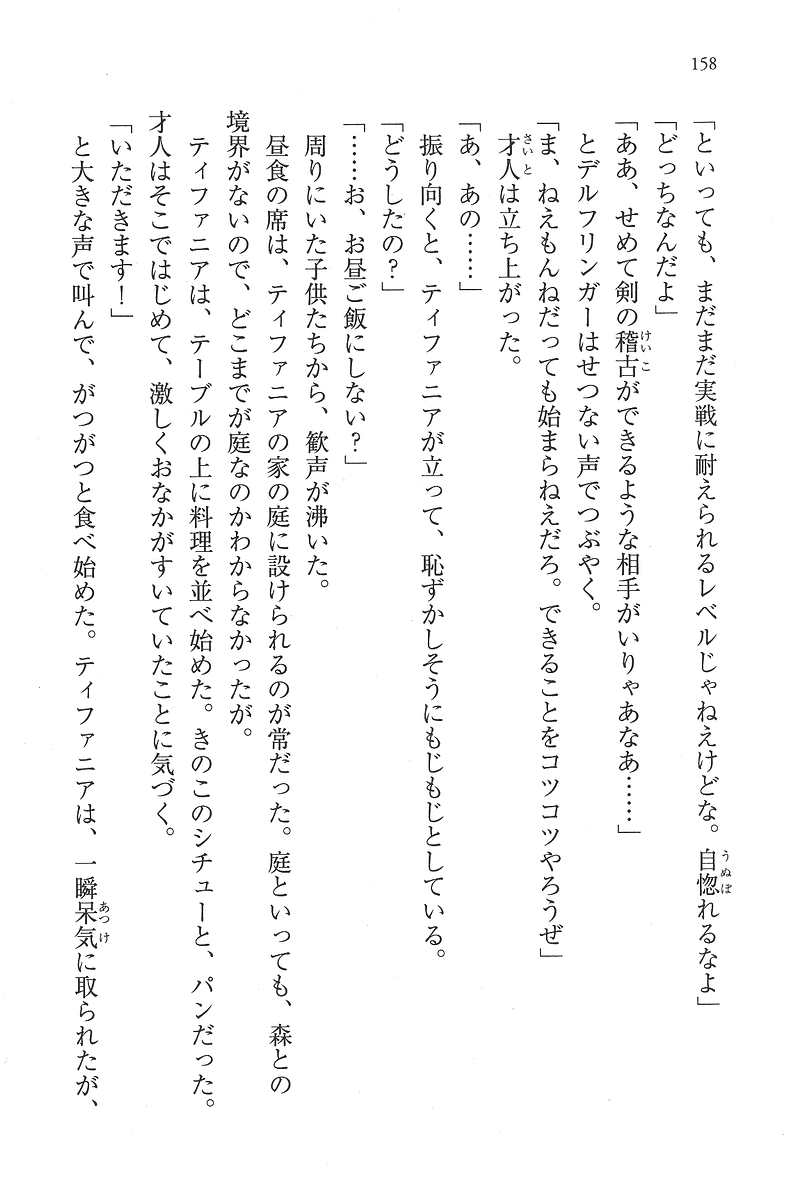 158
「といっても、まだまだ実戦に耐えられるレベルじゃねえけどな。自惚れるなよ」
「どっちなんだよ」
「ああ、せめて剣の稽古ができるような相手がいりゃあなあ……」
とデルフリンガーはせつない声でつぶやく。
「ま、ねえもんねだっても始まらねえだろ。できることをコツコツやろうぜ」
才人は立ち上がった。
「あ、あの……」
振り向くと、ティファニアが立って、恥ずかしそうにもじもじとしている。
「どうしたの？」
「……お、お昼ご飯にしない？」
周りにいた子供たちから、歓声が沸いた。
昼食の席は、ティファニアの家の庭に設けられるのが常だった。庭といっても、森との
境界がないので、どこまでが庭なのかわからなかったが。
ティファニアは、テーブルの上に料理を並べ始めた。きのこのシチューと、パンだった。
才人はそこではじめて、激しくおなかがすいていたことに気づく。
「いただきます！」
と大きな声で叫んで、がつがつと食べ始めた。ティファニアは、一瞬呆気に取られたが、